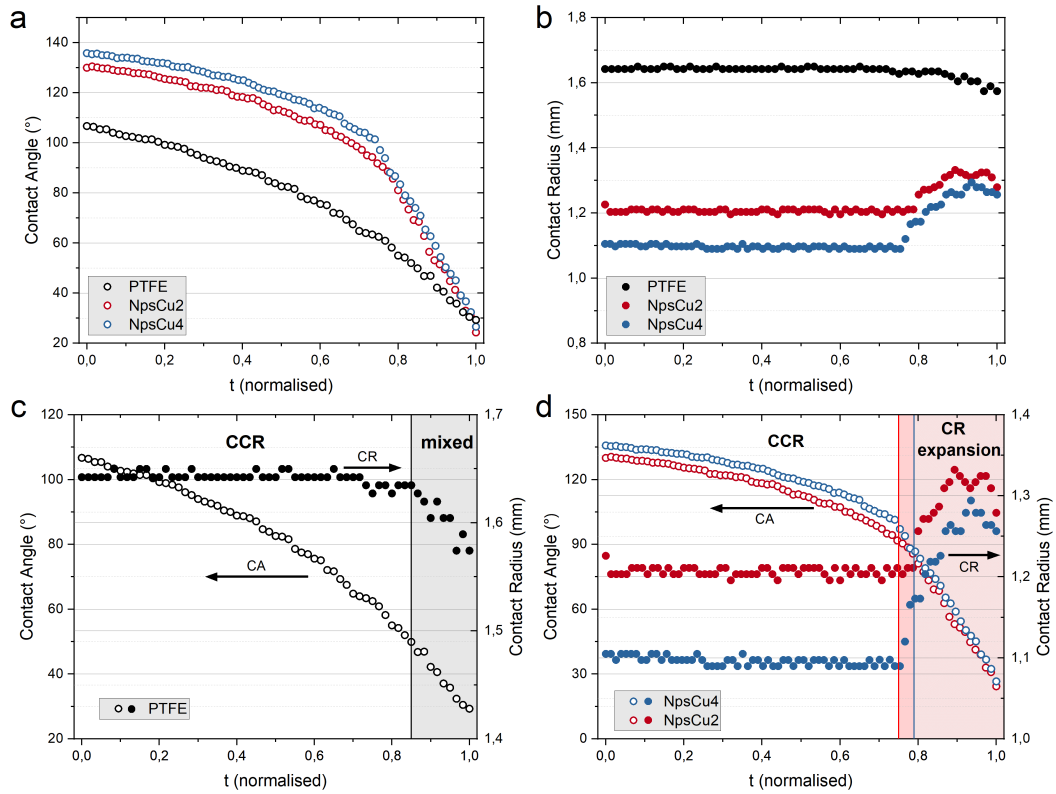 a
140
120
100
80
60
40
20
Contact Angle (°)
PTFE
NpsCu2
NpsCu4
0,0
0,2
0,4
0,6
0,8
1,0
t (normalised)
b
1,8
1,6
1,4
1,2
1,0
0,8
Contact Radius (mm)
PTFE
NpsCu2
NpsCu4
0,0
0,2
0,4
0,6
0,8
1,0
t (normalised)
c
120
100
80
60
40
20
Contact Angle (°)
CCR
mixed
CR
CA
PTFE
1,7
1,6
1,5
1,4
Contact Radius (mm)
0,0
0,2
0,4
0,6
0,8
1,0
t (normalised)
d
150
120
90
60
30
0
Contact Angle (°)
CCR
CR
expansion
CA
CR
NpsCu4
NpsCu2
1,4
1,3
1,2
1,1
1,0
Contact Radius (mm)
0,0
0,2
0,4
0,6
0,8
1,0
t (normalised)